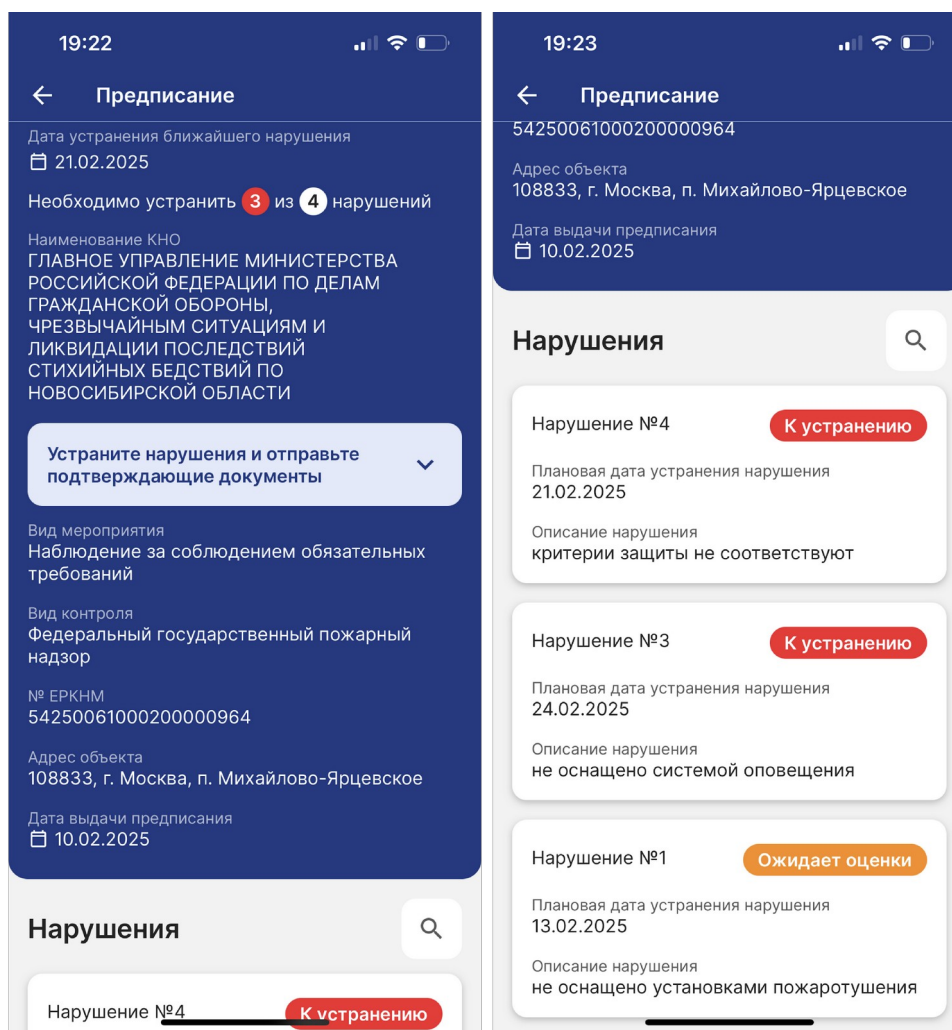 19:22
Предписание
Дата устранения ближайшего нарушения
21.02.2025
Необходимо устранить 3 из 4 нарушений
Наименование КНО
ГЛАВНОЕ УПРАВЛЕНИЕ МИНИСТЕРСТВА
РОССИЙСКОЙ ФЕДЕРАЦИИ ПО ДЕЛАМ
ГРАЖДАНСКОЙ ОБОРОНЫ,
ЧРЕЗВЫЧАЙНЫМ СИТУАЦИЯМ И
ЛИКВИДАЦИИ ПОСЛЕДСТВИЙ
СТИХИЙНЫХ БЕДСТВИЙ ПО
НОВОСИБИРСКОЙ ОБЛАСТИ
Устраните нарушения и отправьте
подтверждающие документы
Вид мероприятия
Наблюдение за соблюдением обязательных
требований
Вид контроля
Федеральный государственный пожарный
надзор
№ ЕРКНМ
54250061000200000964
Адрес объекта
108833, г. Москва, п. Михайлово-Ярцевское
Дата выдачи предписания
10.02.2025
Нарушения
Нарушение №4
К устранению
19:23
Предписание
54250061000200000964
Адрес объекта
108833, г. Москва, п. Михайлово-Ярцевское
Дата выдачи предписания
10.02.2025
Нарушения
Нарушение №4
К устранению
Плановая дата устранения нарушения
21.02.2025
Описание нарушения
критерии защиты не соответствуют
Нарушение №3
К устранению
Плановая дата устранения нарушения
24.02.2025
Описание нарушения
не оснащено системой оповещения
Нарушение №1
Ожидает оценки
Плановая дата устранения нарушения
13.02.2025
Описание нарушения
не оснащено установками пожаротушения